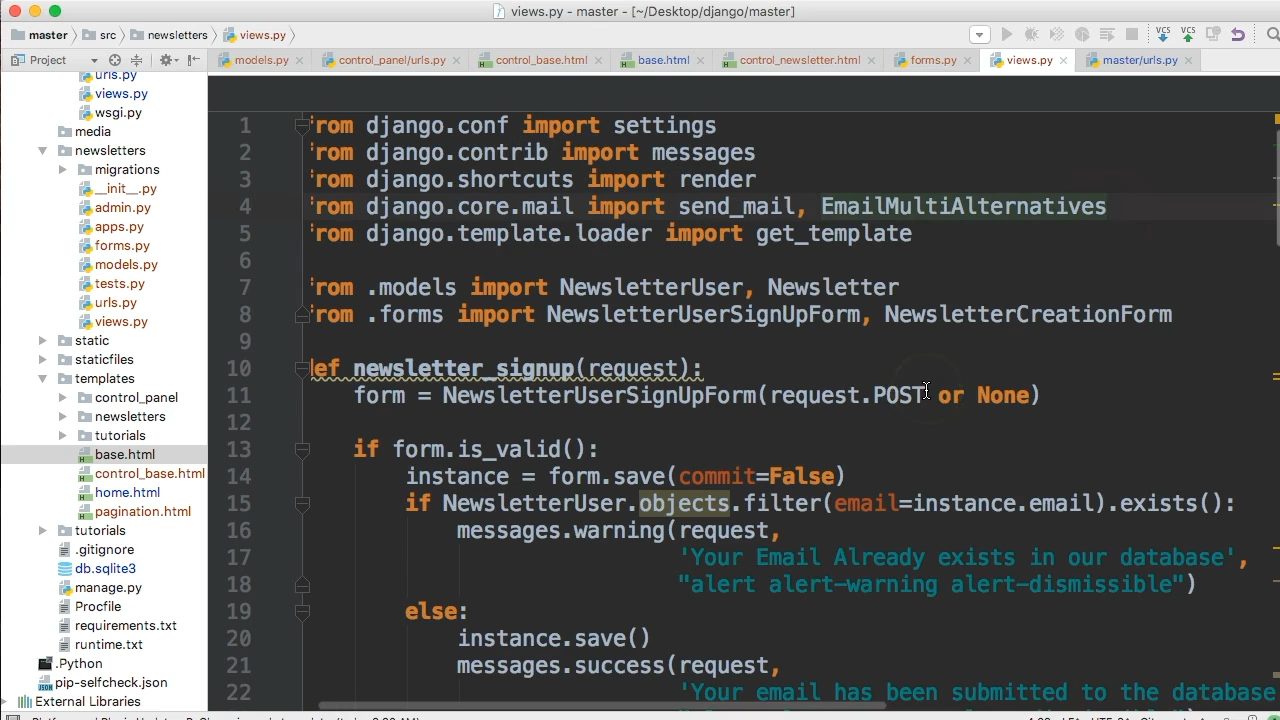 views.py - master - [~/Desktop/django/master]
master src newsletters views.py
Project
models.py control_panel/urls.py control_base.html base.html control_newsletter.html forms.py views.py master/urls.py
urls.py
views.py
wsgi.py
media
newsletters
migrations
__init__.py
admin.py
apps.py
forms.py
models.py
tests.py
urls.py
views.py
static
staticfiles
templates
control_panel
newsletters
tutorials
base.html
control_base.html
home.html
pagination.html
tutorials
.gitignore
db.sqlite3
manage.py
Procfile
requirements.txt
runtime.txt
.Python
pip-selfcheck.json
External Libraries
1 from django.conf import settings
2 from django.contrib import messages
3 from django.shortcuts import render
4 from django.core.mail import send_mail, EmailMultiAlternatives
5 from django.template.loader import get_template
6
7 from .models import NewsletterUser, Newsletter
8 from .forms import NewsletterUserSignUpForm, NewsletterCreationForm
9
10 def newsletter_signup(request):
11 form = NewsletterUserSignUpForm(request.POST or None)
12
13 if form.is_valid():
14 instance = form.save(commit=False)
15 if NewsletterUser.objects.filter(email=instance.email).exists():
16 messages.warning(request,
17 'Your Email Already exists in our database',
18 "alert alert-warning alert-dismissible")
19 else:
20 instance.save()
21 messages.success(request,
22 'Your email has been submitted to the database